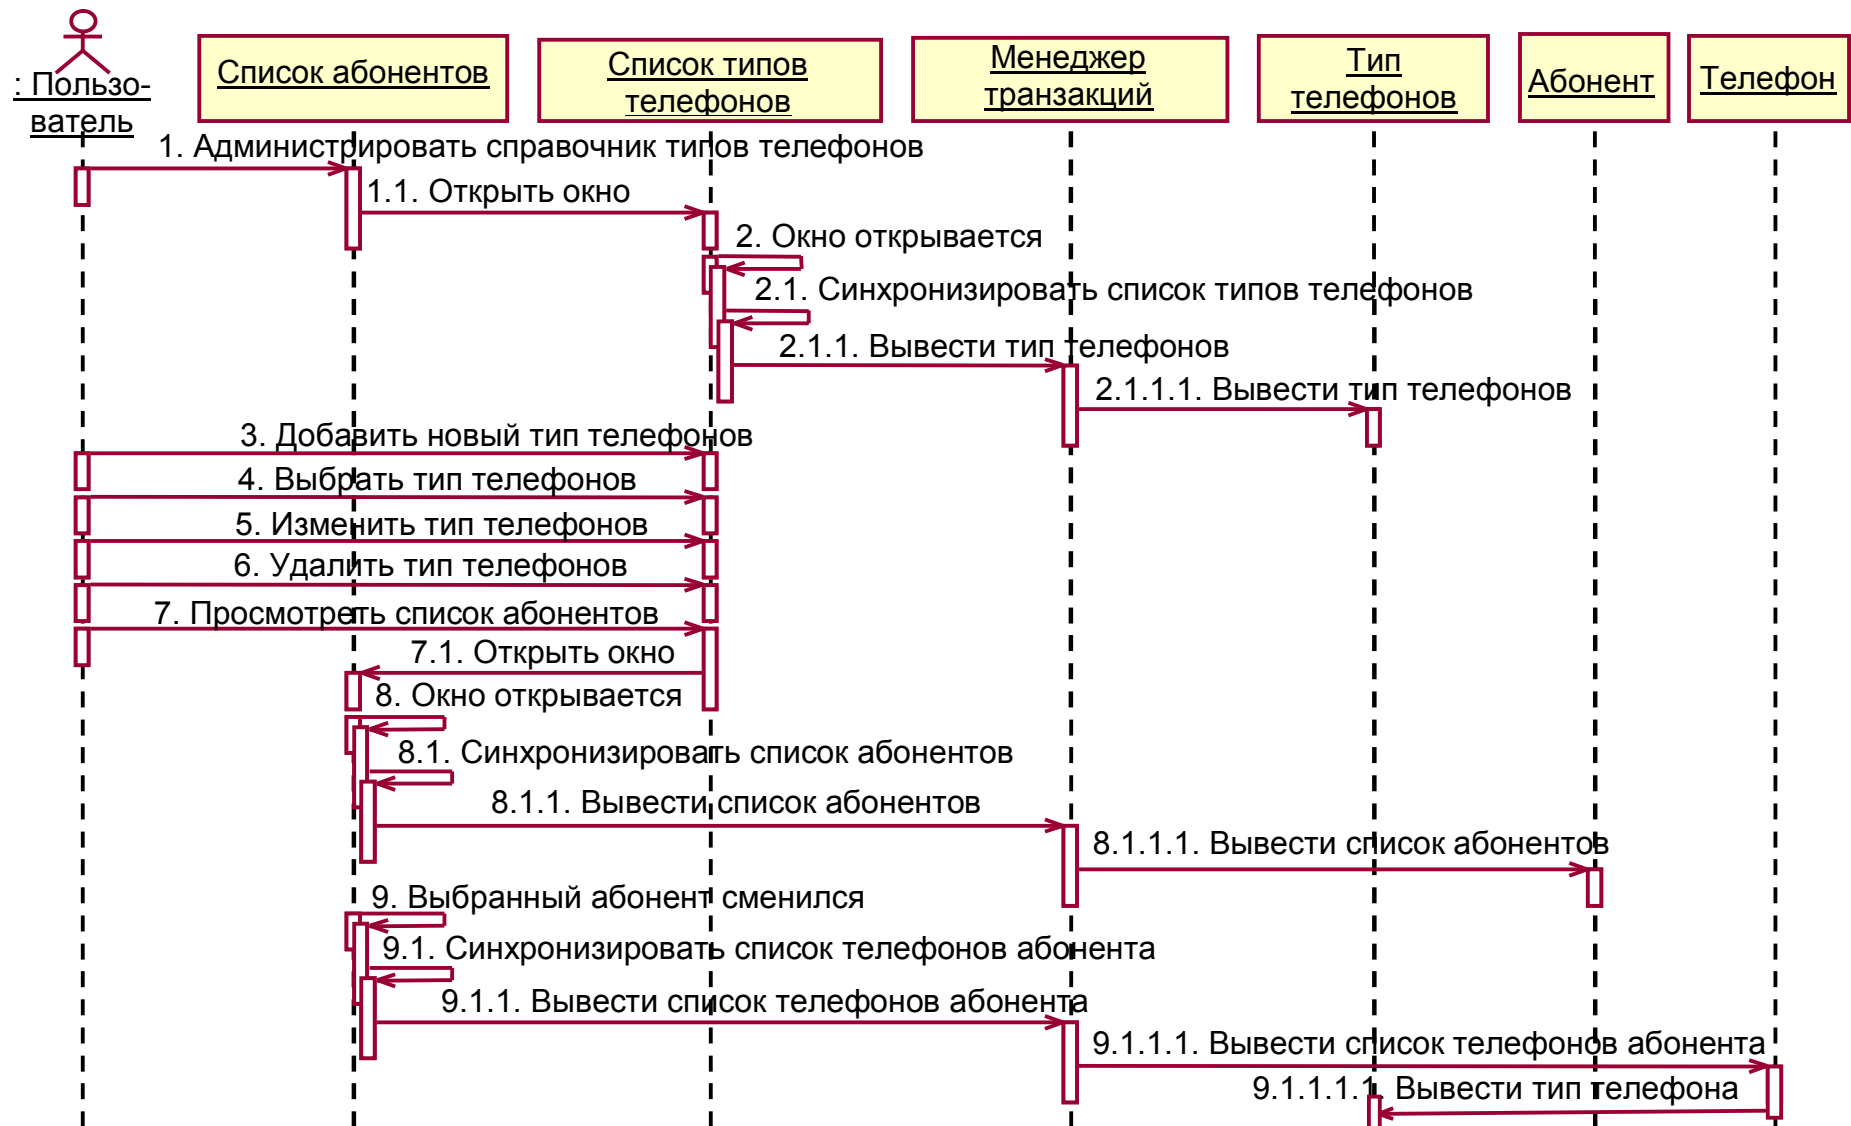 : Пользо-
ватель
Список абонентов
Список типов
телефонов
Менеджер
транзакций
Тип
телефонов
Абонент
Телефон
1. Администрировать справочник типов телефонов
1.1. Открыть окно
2. Окно открывается
2.1. Синхронизировать список типов телефонов
2.1.1. Вывести тип телефонов
2.1.1.1. Вывести тип телефонов
3. Добавить новый тип телефонов
4. Выбрать тип телефонов
5. Изменить тип телефонов
6. Удалить тип телефонов
7. Просмотреть список абонентов
7.1. Открыть окно
8. Окно открывается
8.1. Синхронизировать список абонентов
8.1.1. Вывести список абонентов
8.1.1.1. Вывести список абонентов
9. Выбранный абонент сменился
9.1. Синхронизировать список телефонов абонента
9.1.1. Вывести список телефонов абонента
9.1.1.1. Вывести список телефонов абонента
9.1.1.1.1. Вывести тип телефона